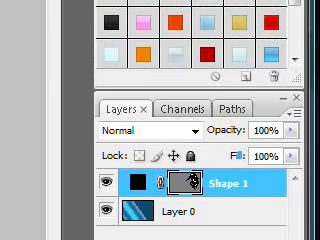 Layers × Channels Paths
Normal Opacity: 100%
Lock: Fill: 100%
Shape 1
Layer 0